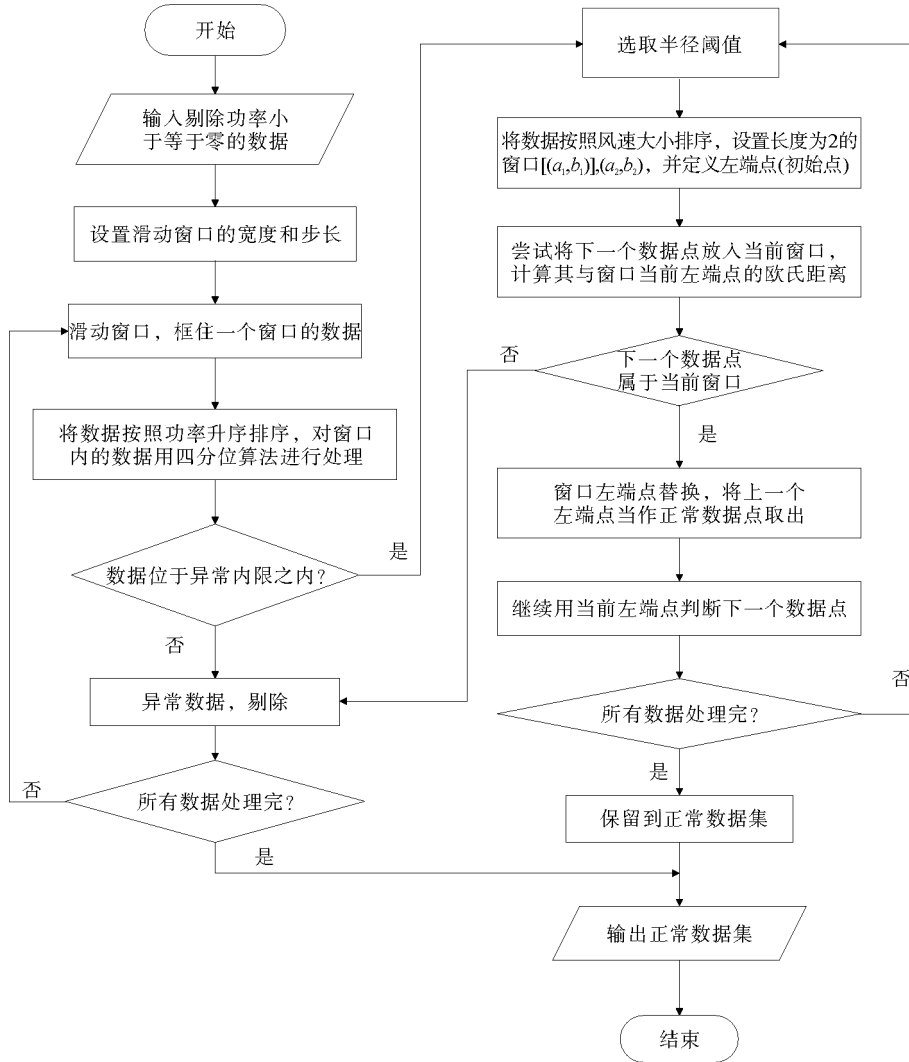 开始
输入剔除功率小
于等于零的数据
设置滑动窗口的宽度和步长
滑动窗口，框住一个窗口的数据
将数据按照功率升序排序，对窗口
内的数据用四分位算法进行处理
数据位于异常内限之内？
是
否
异常数据，剔除
所有数据处理完？
否
是
选取半径阈值
将数据按照风速大小排序，设置长度为2的
窗口[(a₁,b₁)],(a₂,b₂)，并定义左端点(初始点)
尝试将下一个数据点放入当前窗口，
计算其与窗口当前左端点的欧氏距离
下一个数据点
属于当前窗口
否
是
窗口左端点替换，将上一个
左端点当作正常数据点取出
继续用当前左端点判断下一个数据点
所有数据处理完？
否
是
保留到正常数据集
输出正常数据集
结束